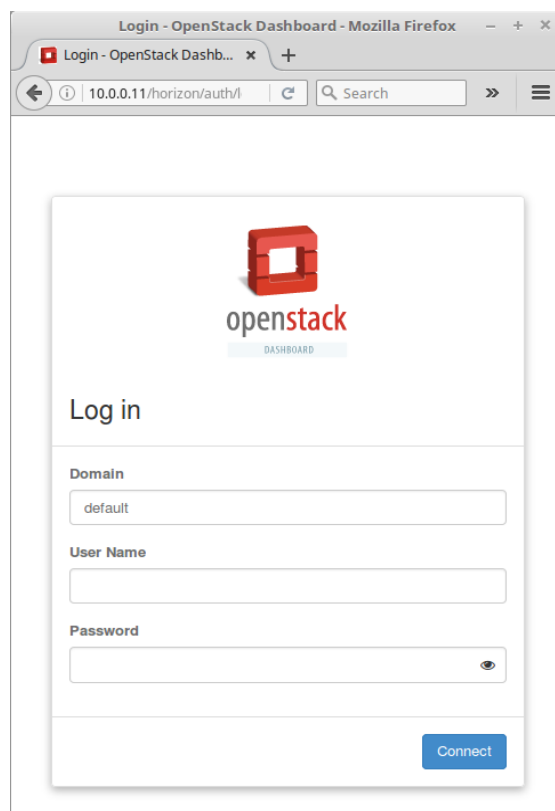 Login - OpenStack Dashboard - Mozilla Firefox
Login - OpenStack Dashb...
10.0.0.11/horizon/auth/l
Search
openstack
DASHBOARD
Log in
Domain
default
User Name
Password
Connect